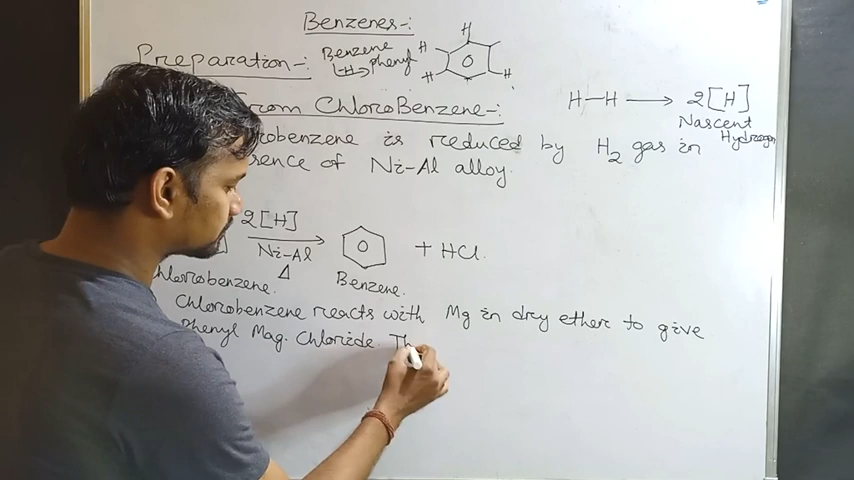 Benzenes-:
Preparation-:
Benzene
-H→ phenyl
H
H
H
H
From ChloroBenzene-:
H-H → 2[H]
Nascent
Hydrogen
robenzene is reduced by H2 gas in
sence of Ni-Al alloy.
2[H]
Ni-Al
Δ
+ HCl.
chlorobenzene.
Benzene.
Chlorobenzene reacts with Mg in dry ether to give
Phenyl Mag. Chloride. Th